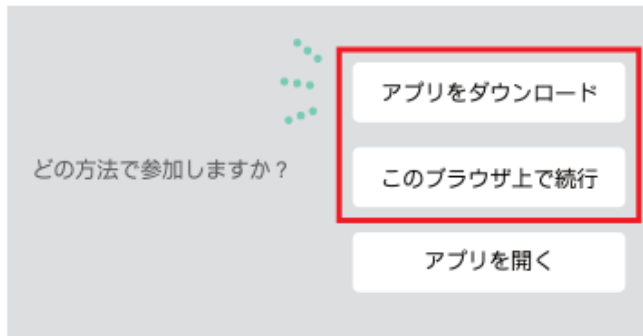 アプリをダウンロード
どの方法で参加しますか？
このブラウザ上で続行
アプリを開く